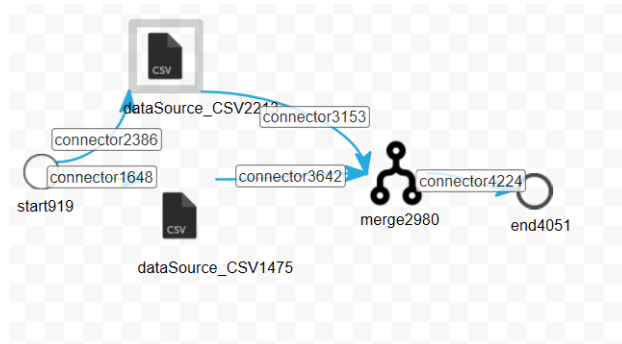 CSV
dataSource_CSV2213
connector3153
connector2386
connector1648
connector3642
connector4224
start919
CSV
merge2980
end4051
dataSource_CSV1475